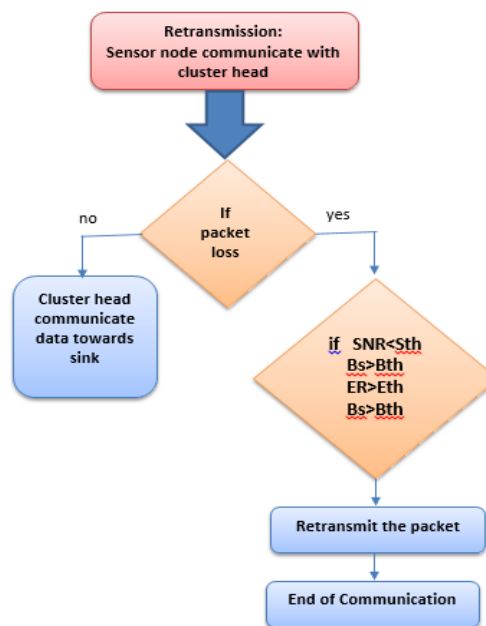 Retransmission:
Sensor node communicate with
cluster head
If
packet
loss
no
yes
Cluster head
communicate
data towards
sink
if SNR<Sth
Bs>Bth
ER>Eth
Bs>Bth
Retransmit the packet
End of Communication